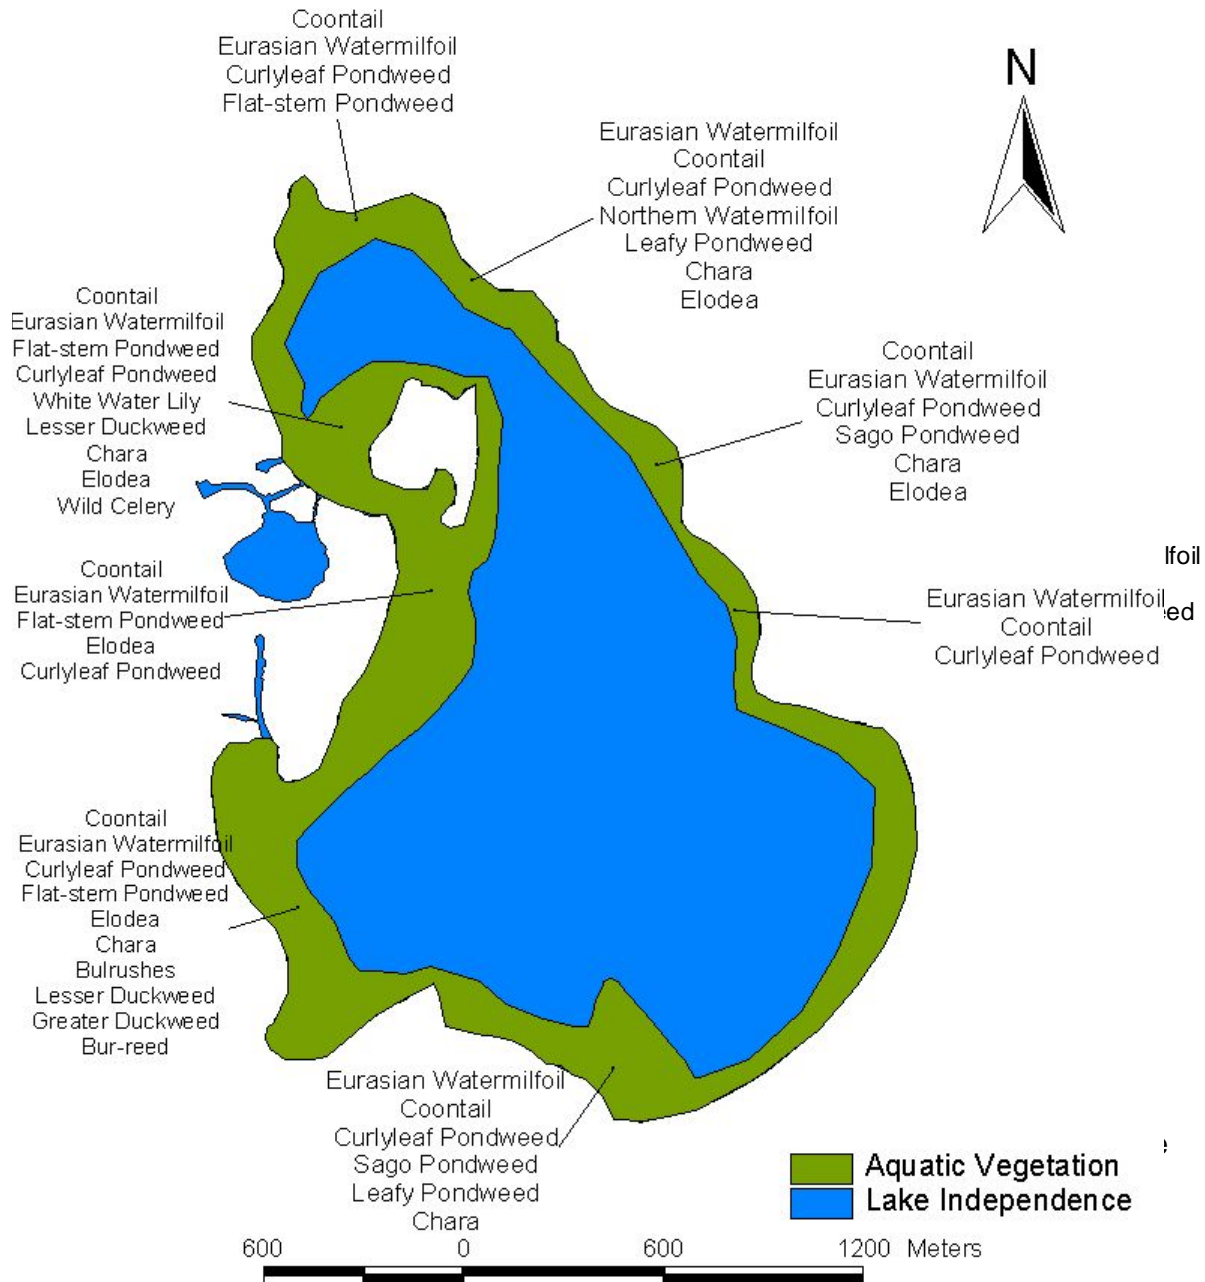 Coontail
Eurasian Watermilfoil
Curlyleaf Pondweed
Flat-stem Pondweed
N
Eurasian Watermilfoil
Coontail
Curlyleaf Pondweed
Northern Watermilfoil
Leafy Pondweed
Chara
Elodea
Coontail
Eurasian Watermilfoil
Flat-stem Pondweed
Curlyleaf Pondweed
White Water Lily
Lesser Duckweed
Chara
Elodea
Wild Celery
Coontail
Eurasian Watermilfoil
Curlyleaf Pondweed
Sago Pondweed
Chara
Elodea
Coontail
Eurasian Watermilfoil
Flat-stem Pondweed
Elodea
Curlyleaf Pondweed
lfoil
ed
Eurasian Watermilfoil
Coontail
Curlyleaf Pondweed
Coontail
Eurasian Watermilfoil
Curlyleaf Pondweed
Flat-stem Pondweed
Elodea
Chara
Bulrushes
Lesser Duckweed
Greater Duckweed
Bur-reed
Eurasian Watermilfoil
Coontail
Curlyleaf Pondweed
Sago Pondweed
Leafy Pondweed
Chara
Aquatic Vegetation
Lake Independence
600 0 600 1200 Meters